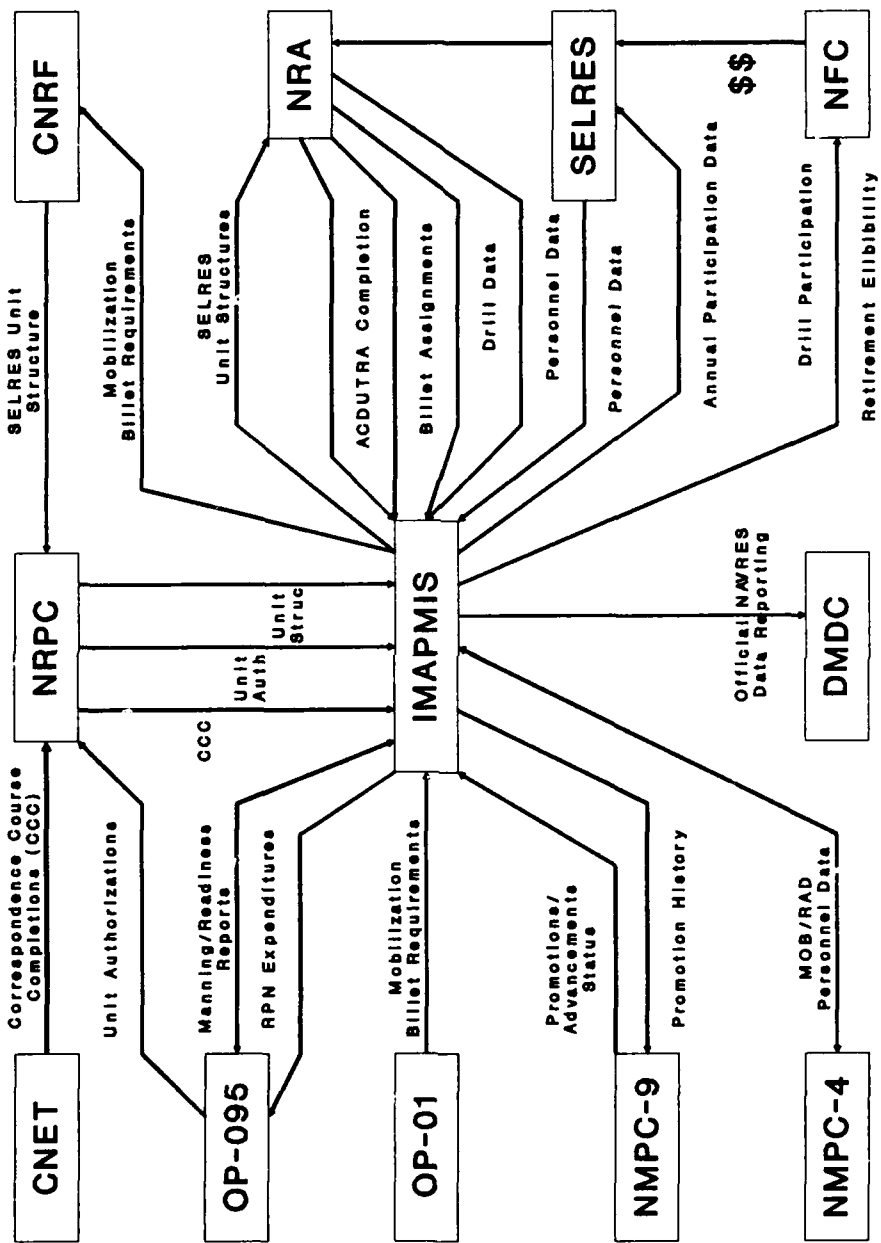 CNET
Correspondence Course
Completions (CCC)
NRPC
SELRES Unit
Structure
CNRF
Unit Authorizations
Mobilization
Billet Requirements
OP-095
Manning/Readiness
Reports
RPN Expenditures
CCC
Unit
Auth
Unit
Struc
SELRES
Unit Structures
NRA
ACDUTRA Completion
OP-01
Mobilization
Billet Requirements
IMAPMIS
Billet Assignments
Drill Data
Personnel Data
SELRES
Personnel Data
NMPC-9
Promotions/
Advancements
Status
Promotion History
Annual Participation Data
$$
Official NAVRES
Data Reporting
NMPC-4
MOB/RAD
Personnel Data
DMDC
Drill Participation
NFC
Retirement Elibibility